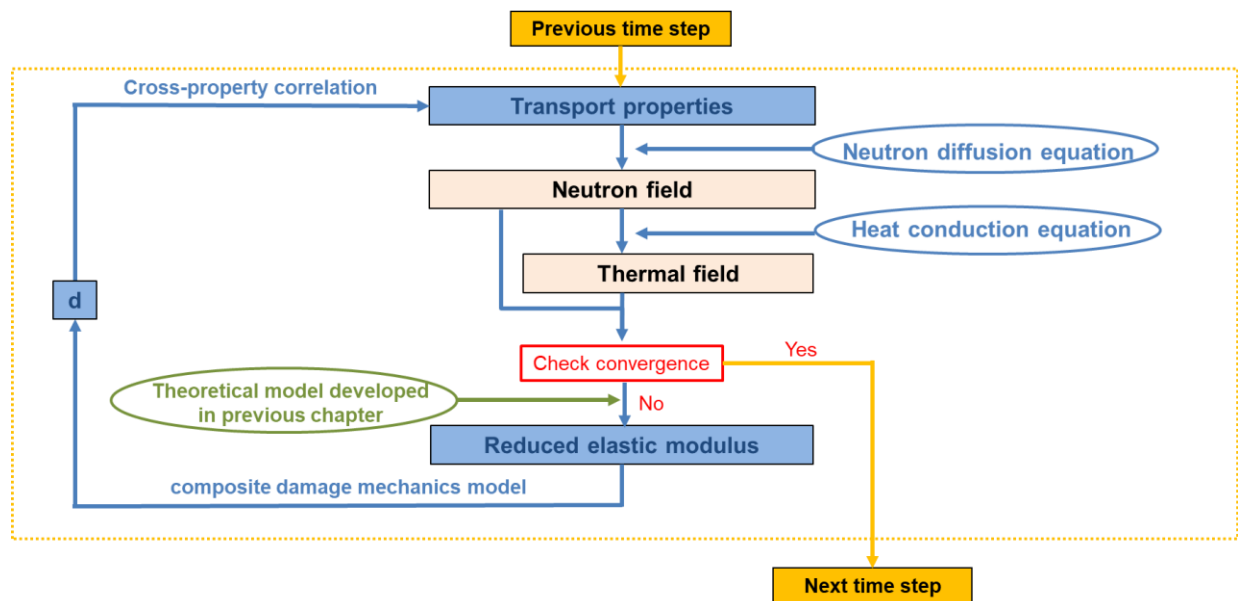 Previous time step
Cross-property correlation
Transport properties
Neutron diffusion equation
Neutron field
Heat conduction equation
Thermal field
d
Check convergence
Yes
Theoretical model developed
in previous chapter
No
Reduced elastic modulus
composite damage mechanics model
Next time step